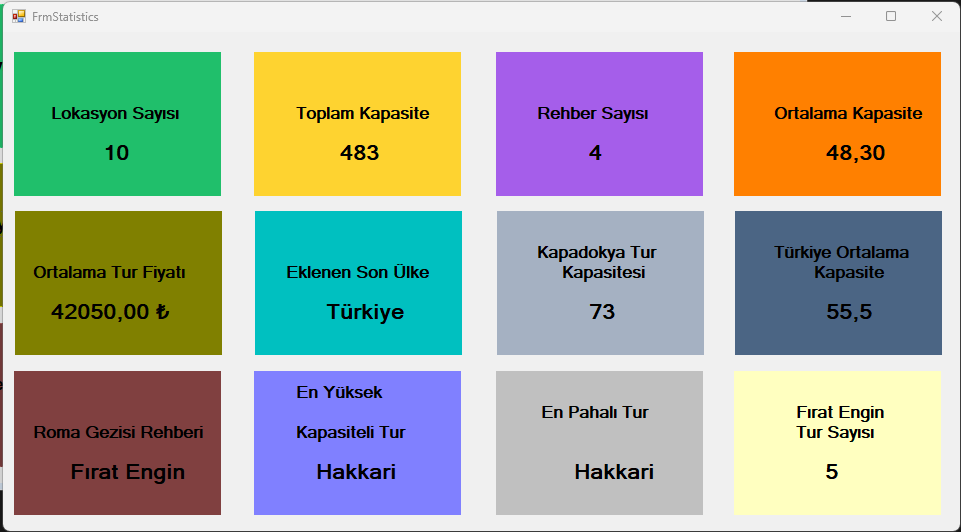 FrmStatistics
Lokasyon Sayısı
10
Toplam Kapasite
483
Rehber Sayısı
4
Ortalama Kapasite
48,30
Ortalama Tur Fiyatı
42050,00 ₺
Eklenen Son Ülke
Türkiye
Kapadokya Tur
Kapasitesi
73
Türkiye Ortalama
Kapasite
55,5
Roma Gezisi Rehberi
Fırat Engin
En Yüksek
Kapasiteli Tur
Hakkari
En Pahalı Tur
Hakkari
Fırat Engin
Tur Sayısı
5